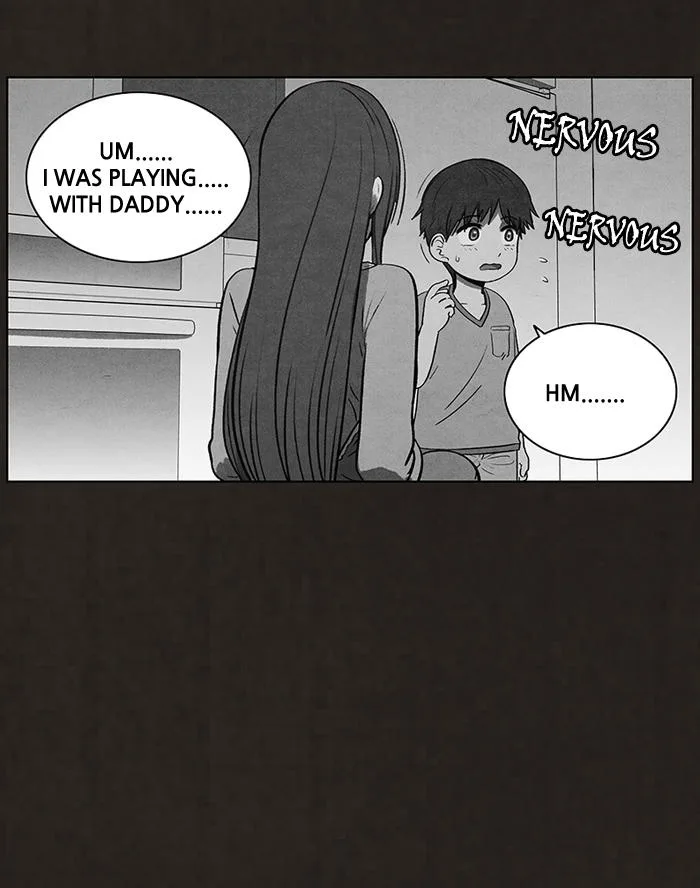 UM......
I WAS PLAYING.....
WITH DADDY......
NERVOUS
NERVOUS
HM.......